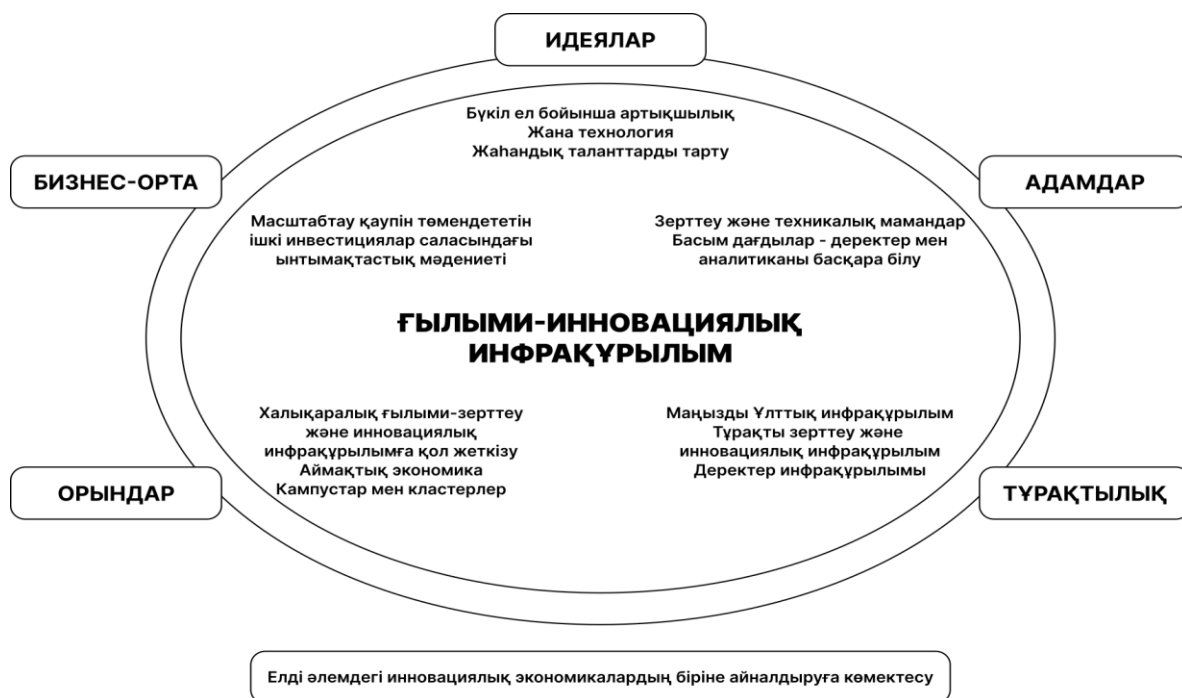 ИДЕЯЛАР
Бүкіл ел бойынша артықшылық
Жана технология
Жаһандық таланттарды тарту
БИЗНЕС-ОРТА
АДАМДАР
Масштабтау қаупін төмендететін
ішкі инвестициялар саласындағы
ынтымақтастық мәдениеті
Зерттеу және техникалық мамандар
Басым дағдылар - деректер мен
аналитиканы басқара білу
ҒЫЛЫМИ-ИННОВАЦИЯЛЫҚ
ИНФРАҚҰРЫЛЫМ
Халықаралық ғылыми-зерттеу
және инновациялық
инфрақұрылымға қол жеткізу
Аймақтық экономика
Кампустар мен кластерлер
Маңызды Ұлттық инфрақұрылым
Тұрақты зерттеу және
инновациялық инфрақұрылым
Деректер инфрақұрылымы
ОРЫНДАР
ТҰРАҚТЫЛЫҚ
Елді әлемдегі инновациялық экономикалардың біріне айналдыруға көмектесу